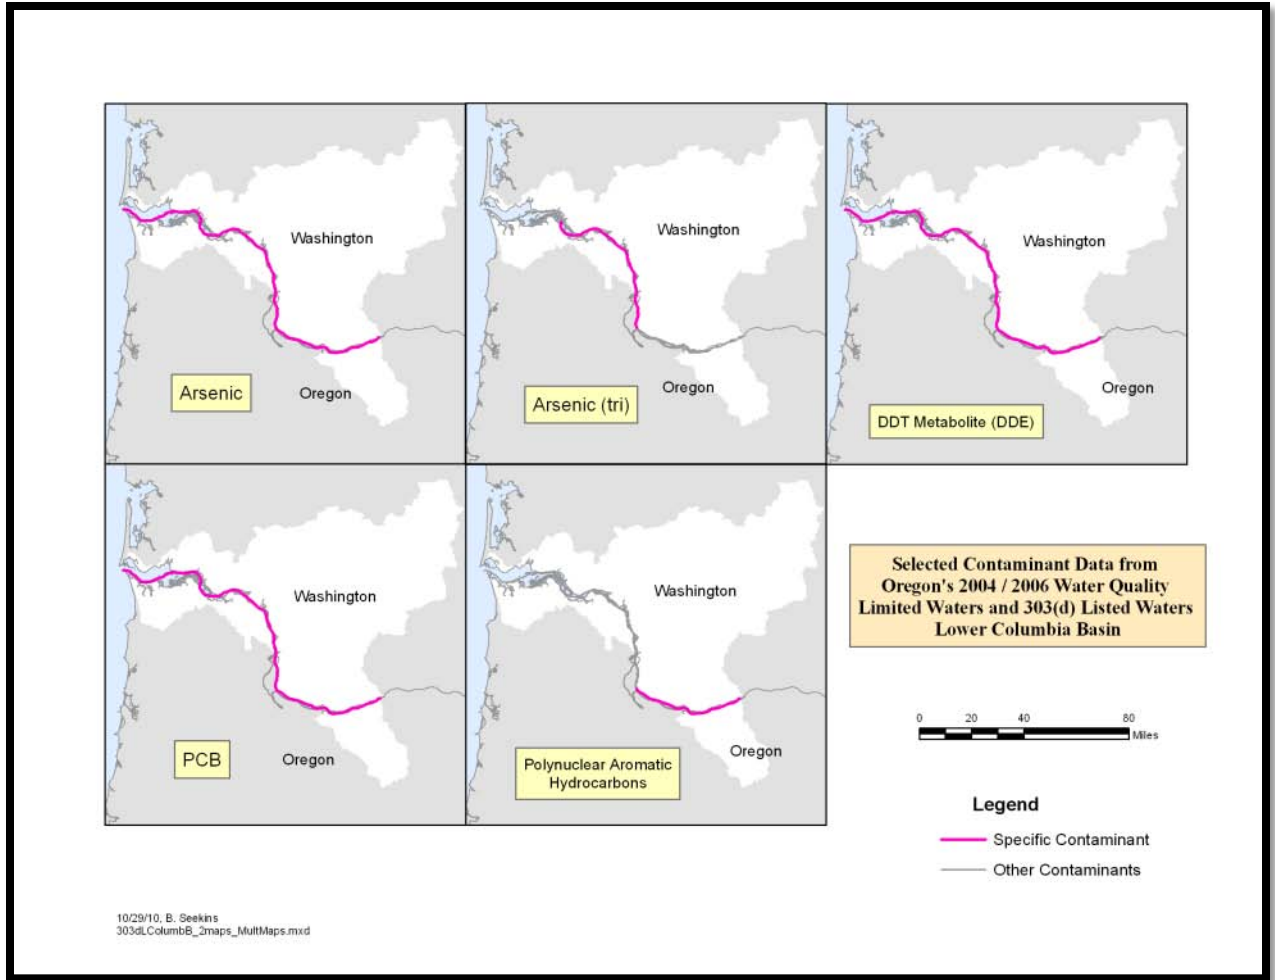 Washington
Oregon
Arsenic
Washington
Oregon
Arsenic (tri)
Washington
Oregon
DDT Metabolite (DDE)
Washington
Oregon
PCB
Washington
Oregon
Polynuclear Aromatic
Hydrocarbons
Selected Contaminant Data from
Oregon's 2004 / 2006 Water Quality
Limited Waters and 303(d) Listed Waters
Lower Columbia Basin
0 20 40 80
Miles
Legend
Specific Contaminant
Other Contaminants
10/29/10, B. Seekins
303dLColumbB_2maps_MultMaps.mxd